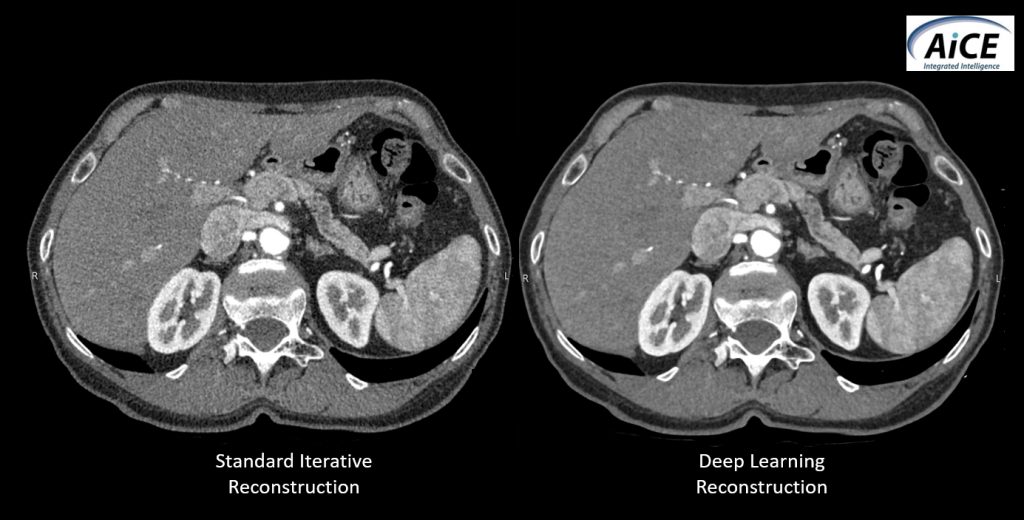 AiCE
Integrated Intelligence
R
L
R
L
Standard Iterative
Reconstruction
Deep Learning
Reconstruction